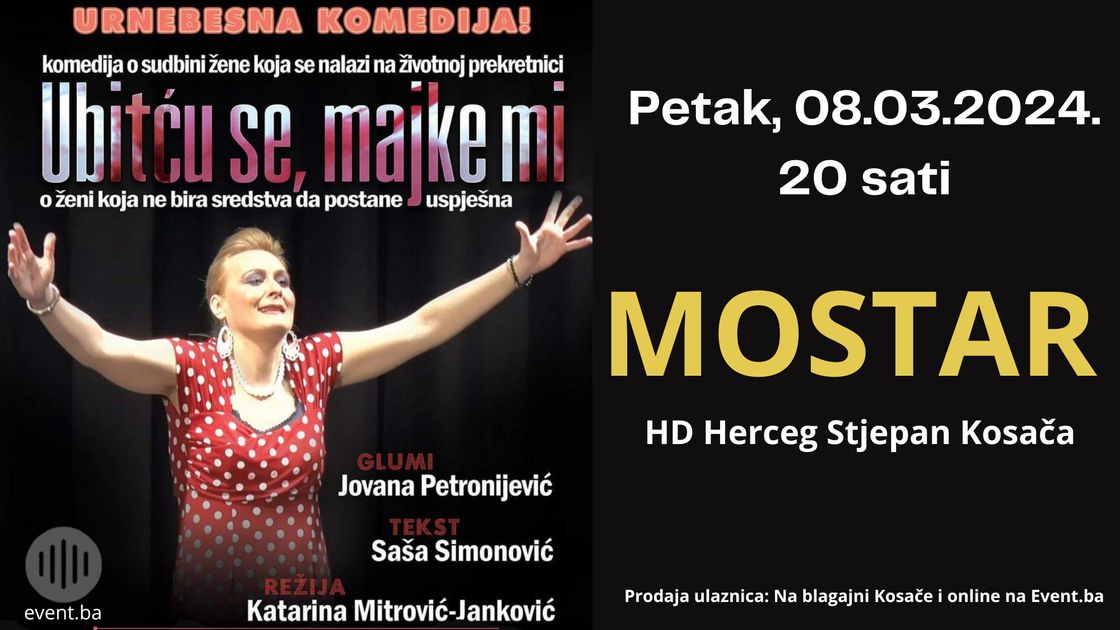 URNEBESNA KOMEDIJA!
komedija o sudbini žene koja se nalazi na životnoj prekretnici
Ubitću se, majke mi
o ženi koja ne bira sredstva da postane uspješna
GLUMI
Jovana Petronijević
TEKST
Saša Simonović
REŽIJA
Katarina Mitrović-Janković
event.ba
Petak, 08.03.2024.
20 sati
MOSTAR
HD Herceg Stjepan Kosača
Prodaja ulaznica: Na blagajni Kosače i online na Event.ba